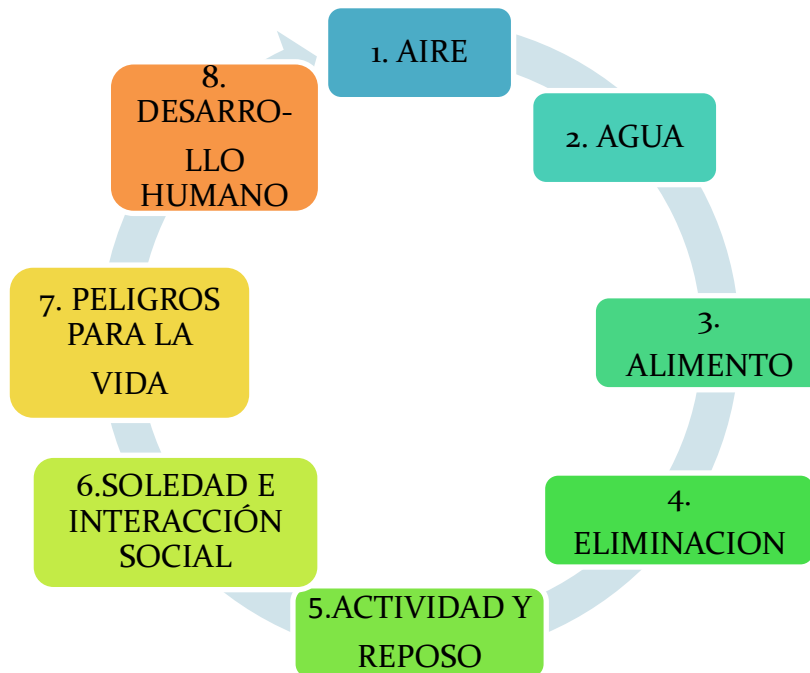 1. AIRE
2. AGUA
3.
ALIMENTO
4.
ELIMINACION
5.ACTIVIDAD Y
REPOSO
6.SOLEDAD E
INTERACCIÓN
SOCIAL
7. PELIGROS
PARA LA
VIDA
8.
DESARRO-
LLO
HUMANO